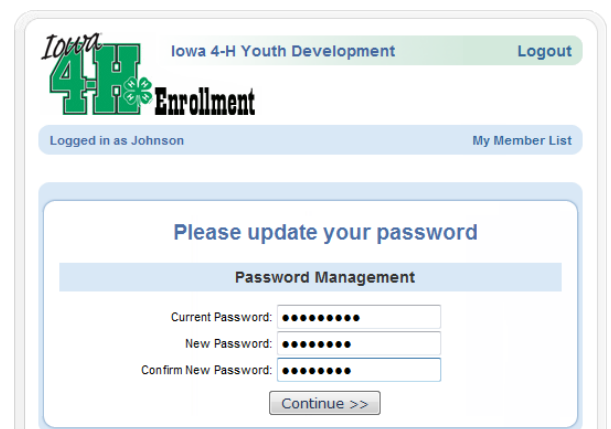 Iowa
4-H
Enrollment
Iowa 4-H Youth Development
Logout
Logged in as Johnson
My Member List
Please update your password
Password Management
Current Password: ●●●●●●●●●
New Password: ●●●●●●●●
Confirm New Password: ●●●●●●●●
Continue >>